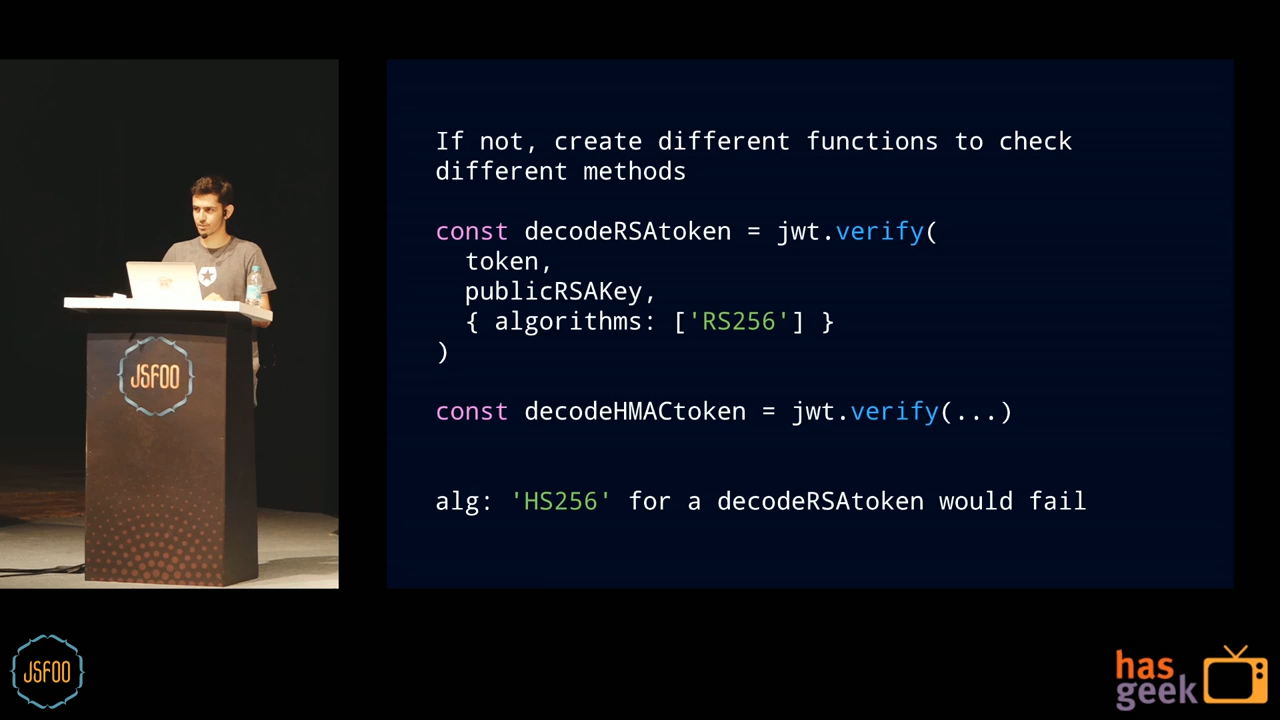 If not, create different functions to check
different methods
const decodeRSAtoken = jwt.verify(
token,
publicRSAKey,
{ algorithms: ['RS256'] }
)
const decodeHMACtoken = jwt.verify(...)
alg: 'HS256' for a decodeRSAtoken would fail
JSFOO
JSFOO
has
geek